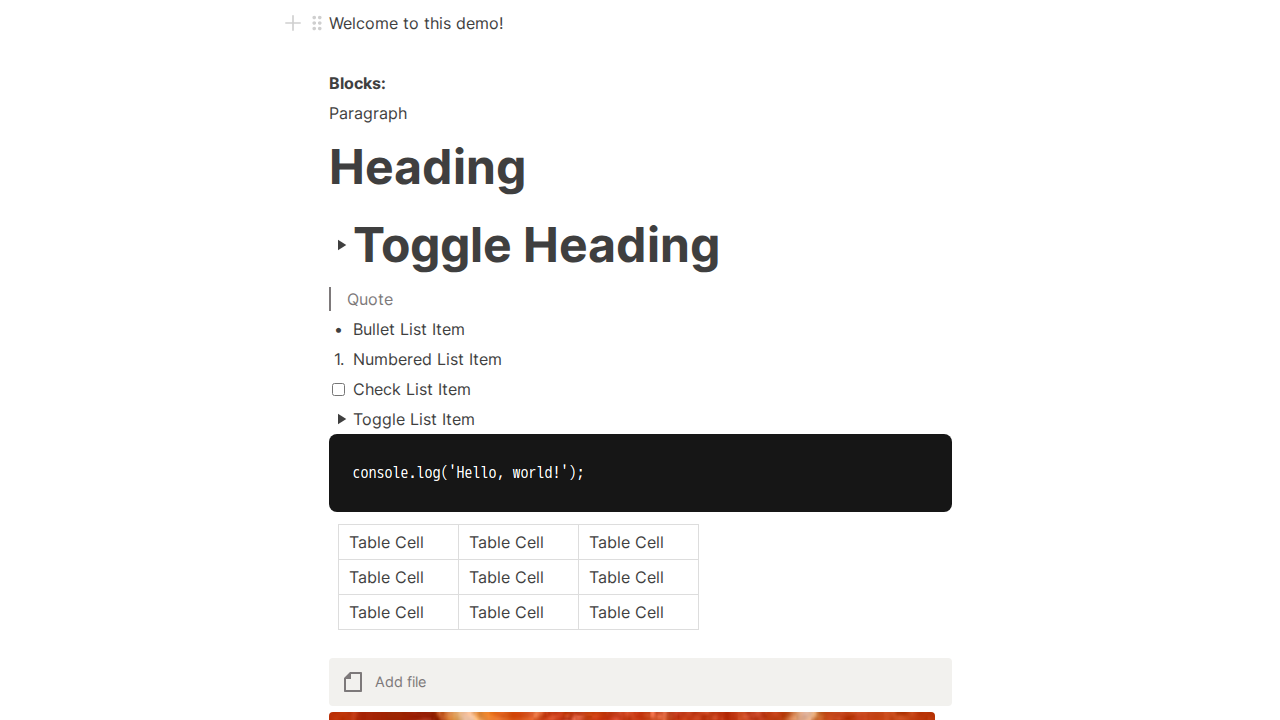 Welcome to this demo!
Blocks:
Paragraph
Heading
Toggle Heading
Quote
• Bullet List Item
1. Numbered List Item
Check List Item
Toggle List Item
console.log('Hello, world!');
Table Cell Table Cell Table Cell
Table Cell Table Cell Table Cell
Table Cell Table Cell Table Cell
Add file